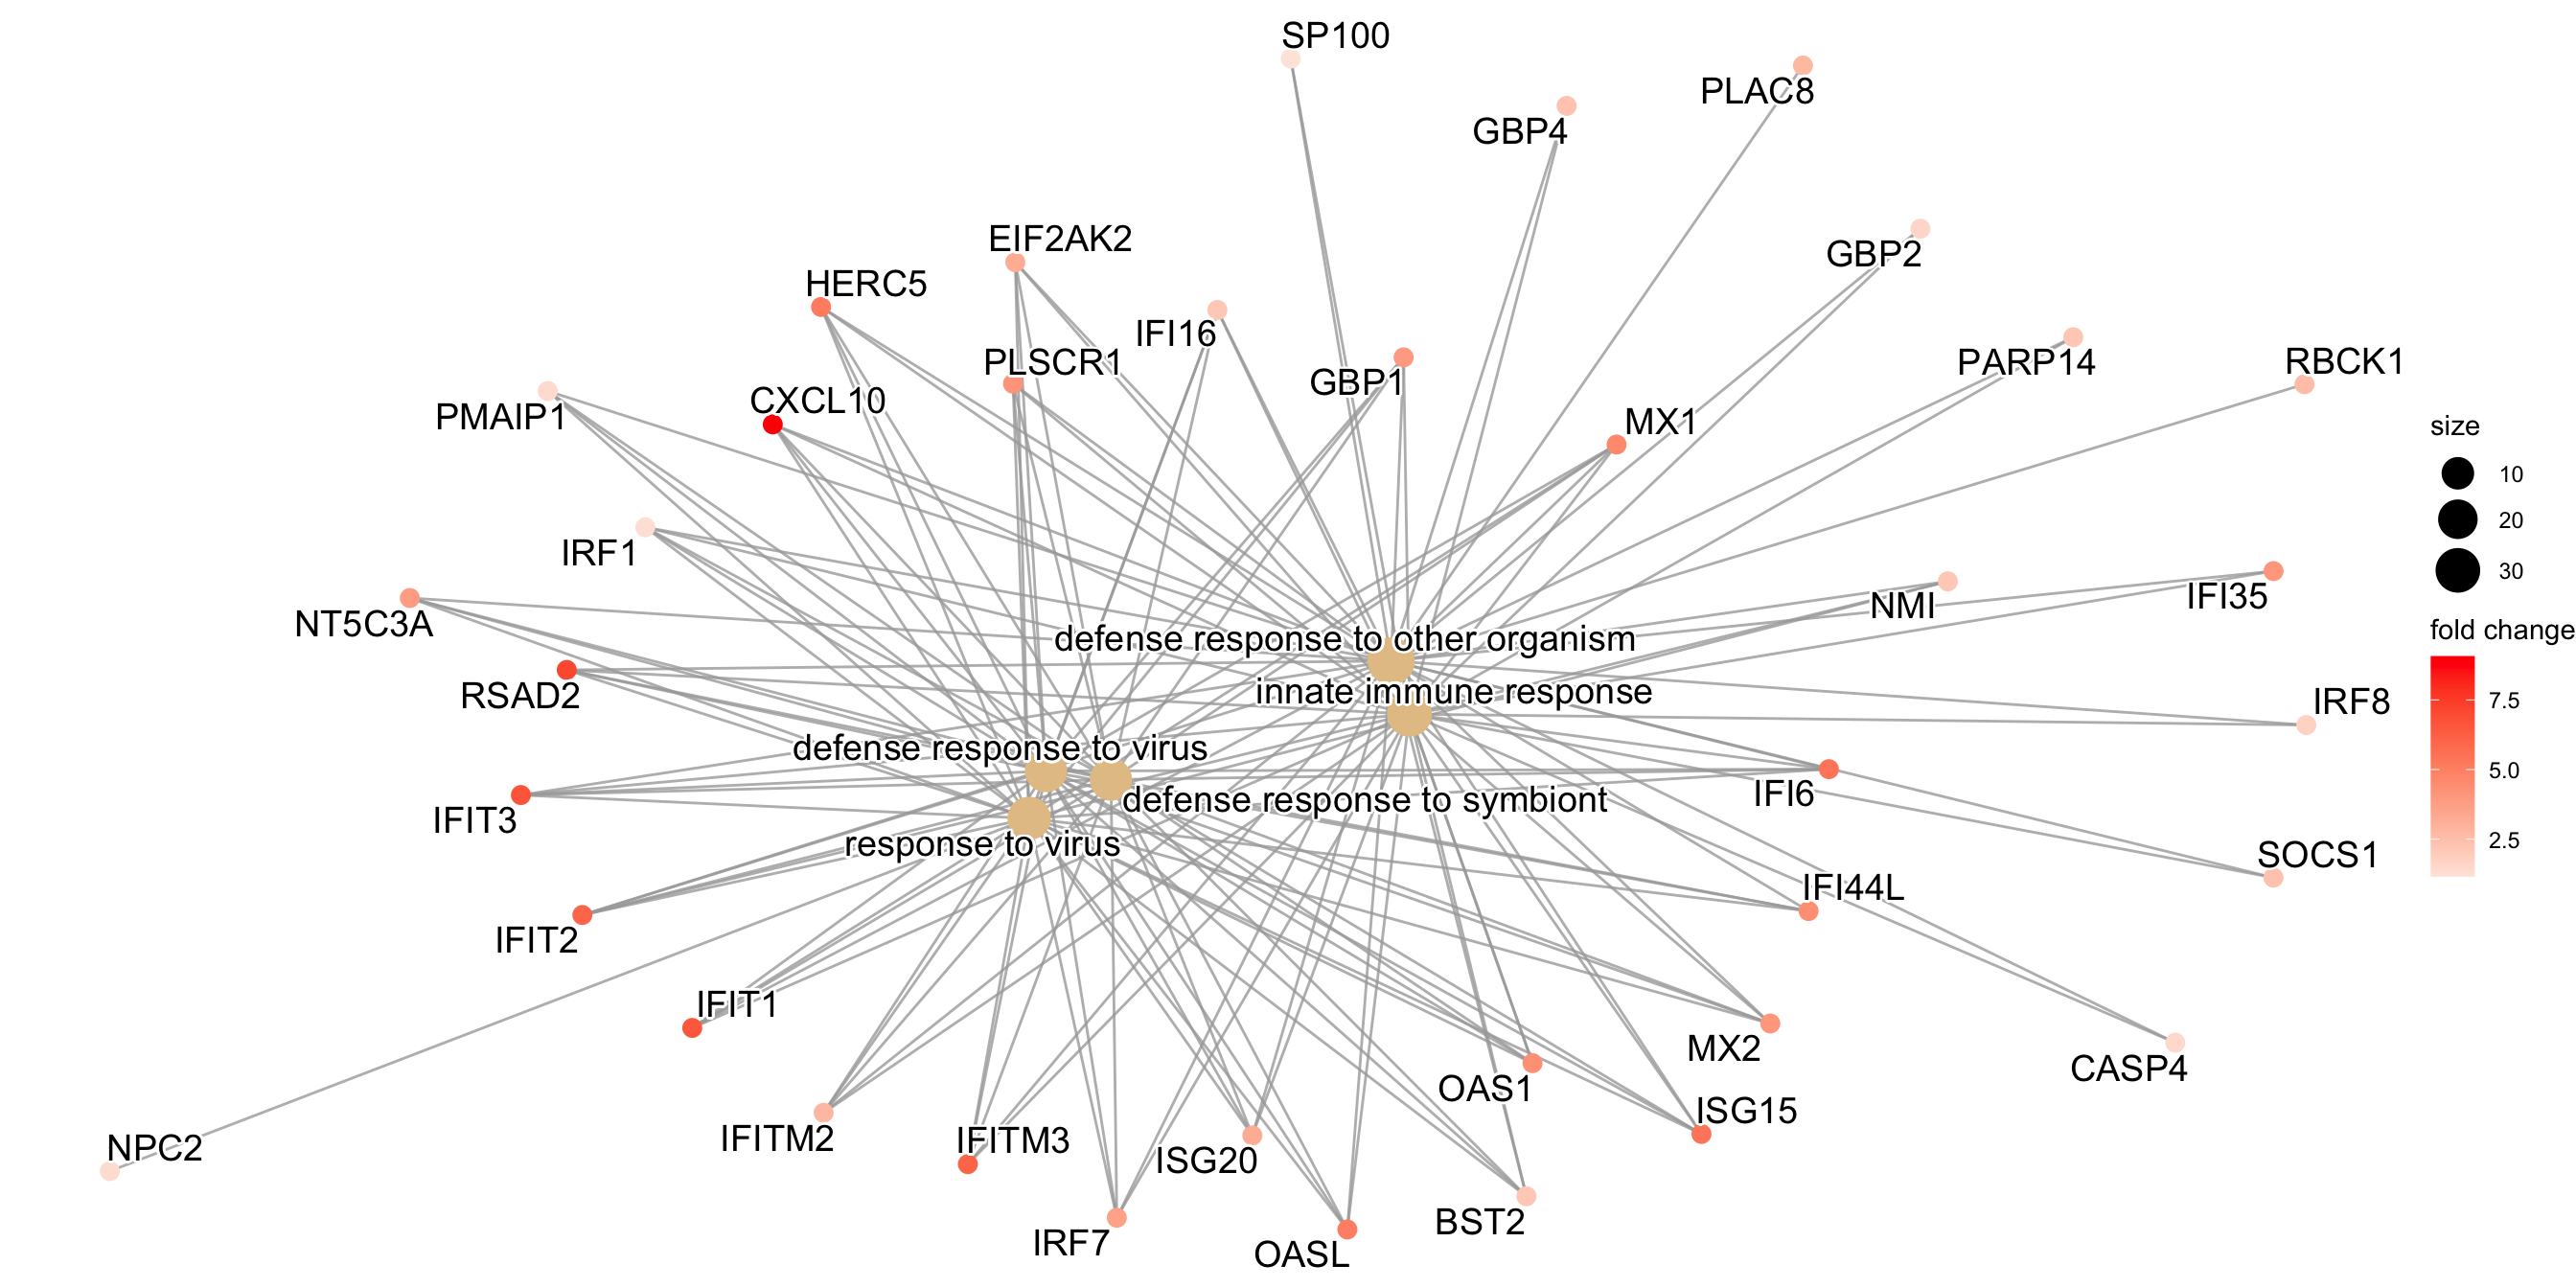 SP100
PLAC8
GBP4
EIF2AK2
GBP2
HERC5
IFI16
PLSCR1
PARP14
RBCK1
GBP1
CXCL10
PMAIP1
MX1
size
10
20
30
IRF1
NT5C3A
NMI
IFI35
fold change
7.5
5.0
2.5
defense response to other organism
RSAD2
innate immune response
IRF8
defense response to virus
IFI6
defense response to symbiont
IFIT3
response to virus
SOCS1
IFI44L
IFIT2
IFIT1
MX2
CASP4
OAS1
ISG15
IFITM2
IFITM3
NPC2
ISG20
BST2
IRF7
OASL